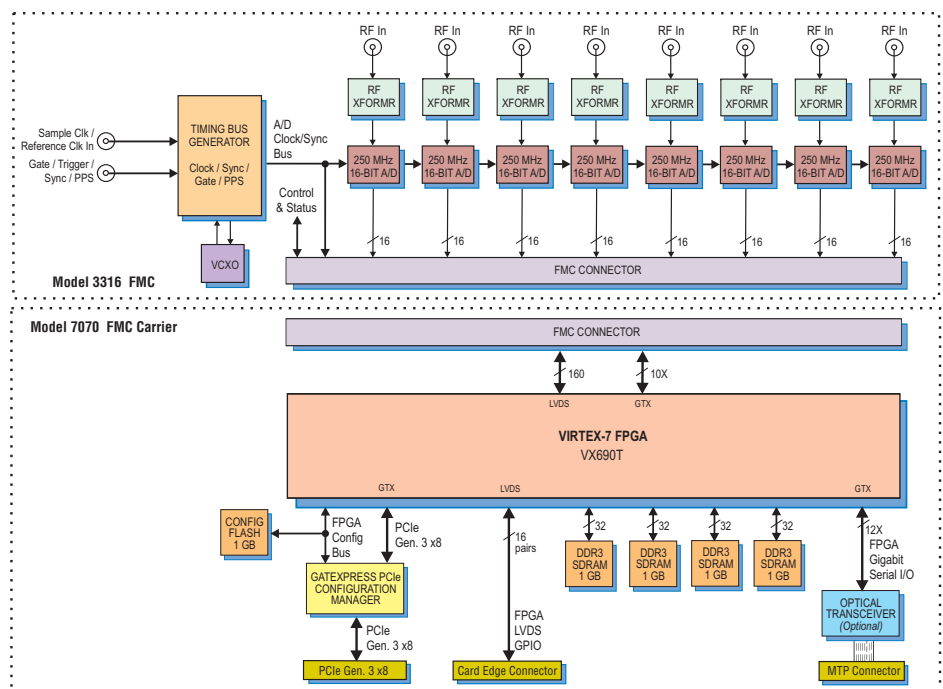 RF In RF In RF In RF In RF In RF In RF In RF In
RF XFORMR
RF XFORMR
RF XFORMR
RF XFORMR
RF XFORMR
RF XFORMR
RF XFORMR
RF XFORMR
Sample Clk /
Reference Clk In
Gate / Trigger /
Sync / PPS
TIMING BUS
GENERATOR
Clock / Sync /
Gate / PPS
A/D
Clock/Sync
Bus
250 MHz
16-BIT A/D
250 MHz
16-BIT A/D
250 MHz
16-BIT A/D
250 MHz
16-BIT A/D
250 MHz
16-BIT A/D
250 MHz
16-BIT A/D
250 MHz
16-BIT A/D
250 MHz
16-BIT A/D
Control
& Status
16 16 16 16 16 16 16 16
VCXO
FMC CONNECTOR
Model 3316 FMC
Model 7070 FMC Carrier
FMC CONNECTOR
160
10X
LVDS
GTX
VIRTEX-7 FPGA
VX690T
GTX
LVDS
GTX
CONFIG
FLASH
1 GB
FPGA
Config
Bus
PCIe
Gen. 3 x8
16
pairs
32 32 32 32
12X
DDR3
SDRAM
1 GB
DDR3
SDRAM
1 GB
DDR3
SDRAM
1 GB
DDR3
SDRAM
1 GB
FPGA
Gigabit
Serial I/O
GATEXPRESS PCIe
CONFIGURATION
MANAGER
OPTICAL
TRANSCEIVER
(Optional)
PCIe
Gen. 3 x8
FPGA
LVDS
GPIO
PCIe Gen. 3 x8
Card Edge Connector
MTP Connector